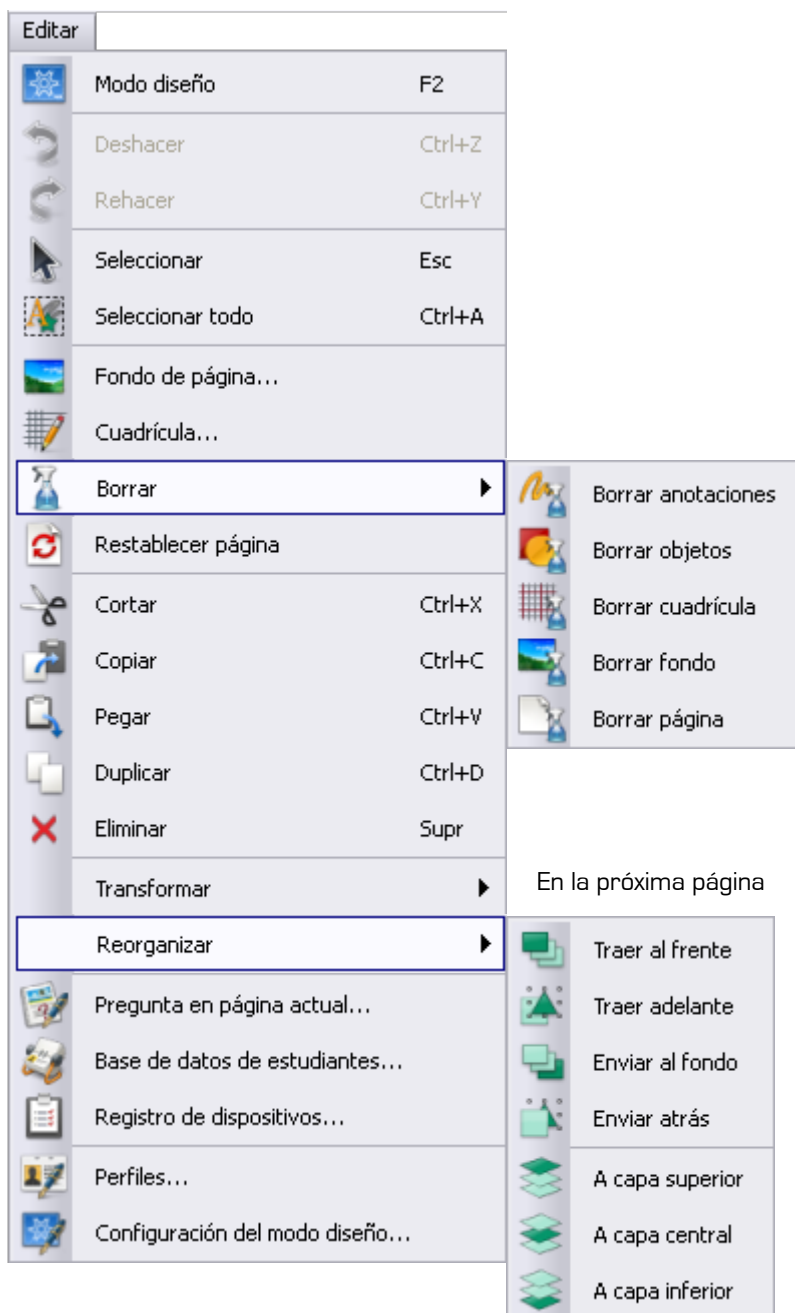 Editar
Modo diseño F2
Deshacer Ctrl+Z
Rehacer Ctrl+Y
Seleccionar Esc
Seleccionar todo Ctrl+A
Fondo de página...
Cuadrícula...
Borrar
Restablecer página
Cortar Ctrl+X
Copiar Ctrl+C
Pegar Ctrl+V
Duplicar Ctrl+D
Eliminar Supr
Transformar
Reorganizar
Pregunta en página actual...
Base de datos de estudiantes...
Registro de dispositivos...
Perfiles...
Configuración del modo diseño...
Borrar anotaciones
Borrar objetos
Borrar cuadrícula
Borrar fondo
Borrar página
En la próxima página
Traer al frente
Traer adelante
Enviar al fondo
Enviar atrás
A capa superior
A capa central
A capa inferior